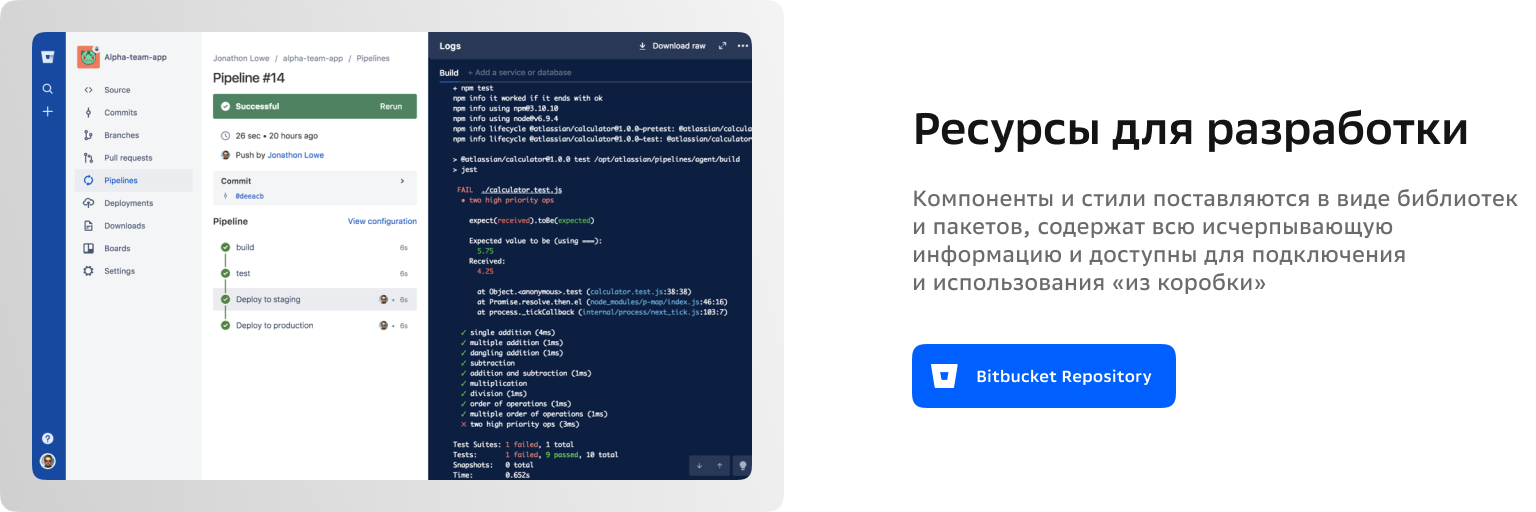 Alpha-team-app
Source
Commits
Branches
Pull requests
Pipelines
Deployments
Downloads
Boards
Settings
Jonathon Lowe / alpha-team-app / Pipelines
Pipeline #14
Successful Rerun
26 sec • 20 hours ago
Push by Jonathon Lowe
Commit
0deeacb
Pipeline View configuration
build 6s
test 6s
Deploy to staging • 6s
Deploy to production • 6s
Logs Download raw
Build + Add a service or database
+ npm test
npm info it worked if it ends with ok
npm info using npm@3.10.10
npm info using node@v6.9.4
npm info lifecycle @atlassian/calculator@1.0.0~pretest: @atlassian/calcula
npm info lifecycle @atlassian/calculator@1.0.0~test: @atlassian/calculator
> @atlassian/calculator@1.0.0 test /opt/atlassian/pipelines/agent/build
> jest
FAIL ./calculator.test.js
• two high priority ops
expect(received).toBe(expected)
Expected value to be (using ===):
5.75
Received:
4.25
at Object.<anonymous>.test (calculator.test.js:38:38)
at Promise.resolve.then.el (node_modules/p-map/index.js:46:16)
at process._tickCallback (internal/process/next_tick.js:103:7)
✓ single addition (4ms)
✓ multiple addition (1ms)
✓ dangling addition (1ms)
✓ subtraction
✓ addition and subtraction (1ms)
✓ multiplication
✓ division (1ms)
✓ order of operations (1ms)
✓ multiple order of operations (1ms)
✕ two high priority ops (3ms)
Test Suites: 1 failed, 1 total
Tests: 1 failed, 9 passed, 10 total
Snapshots: 0 total
Time: 0.652s
Ресурсы для разработки
Компоненты и стили поставляются в виде библиотек
и пакетов, содержат всю исчерпывающую
информацию и доступны для подключения
и использования «из коробки»
Bitbucket Repository